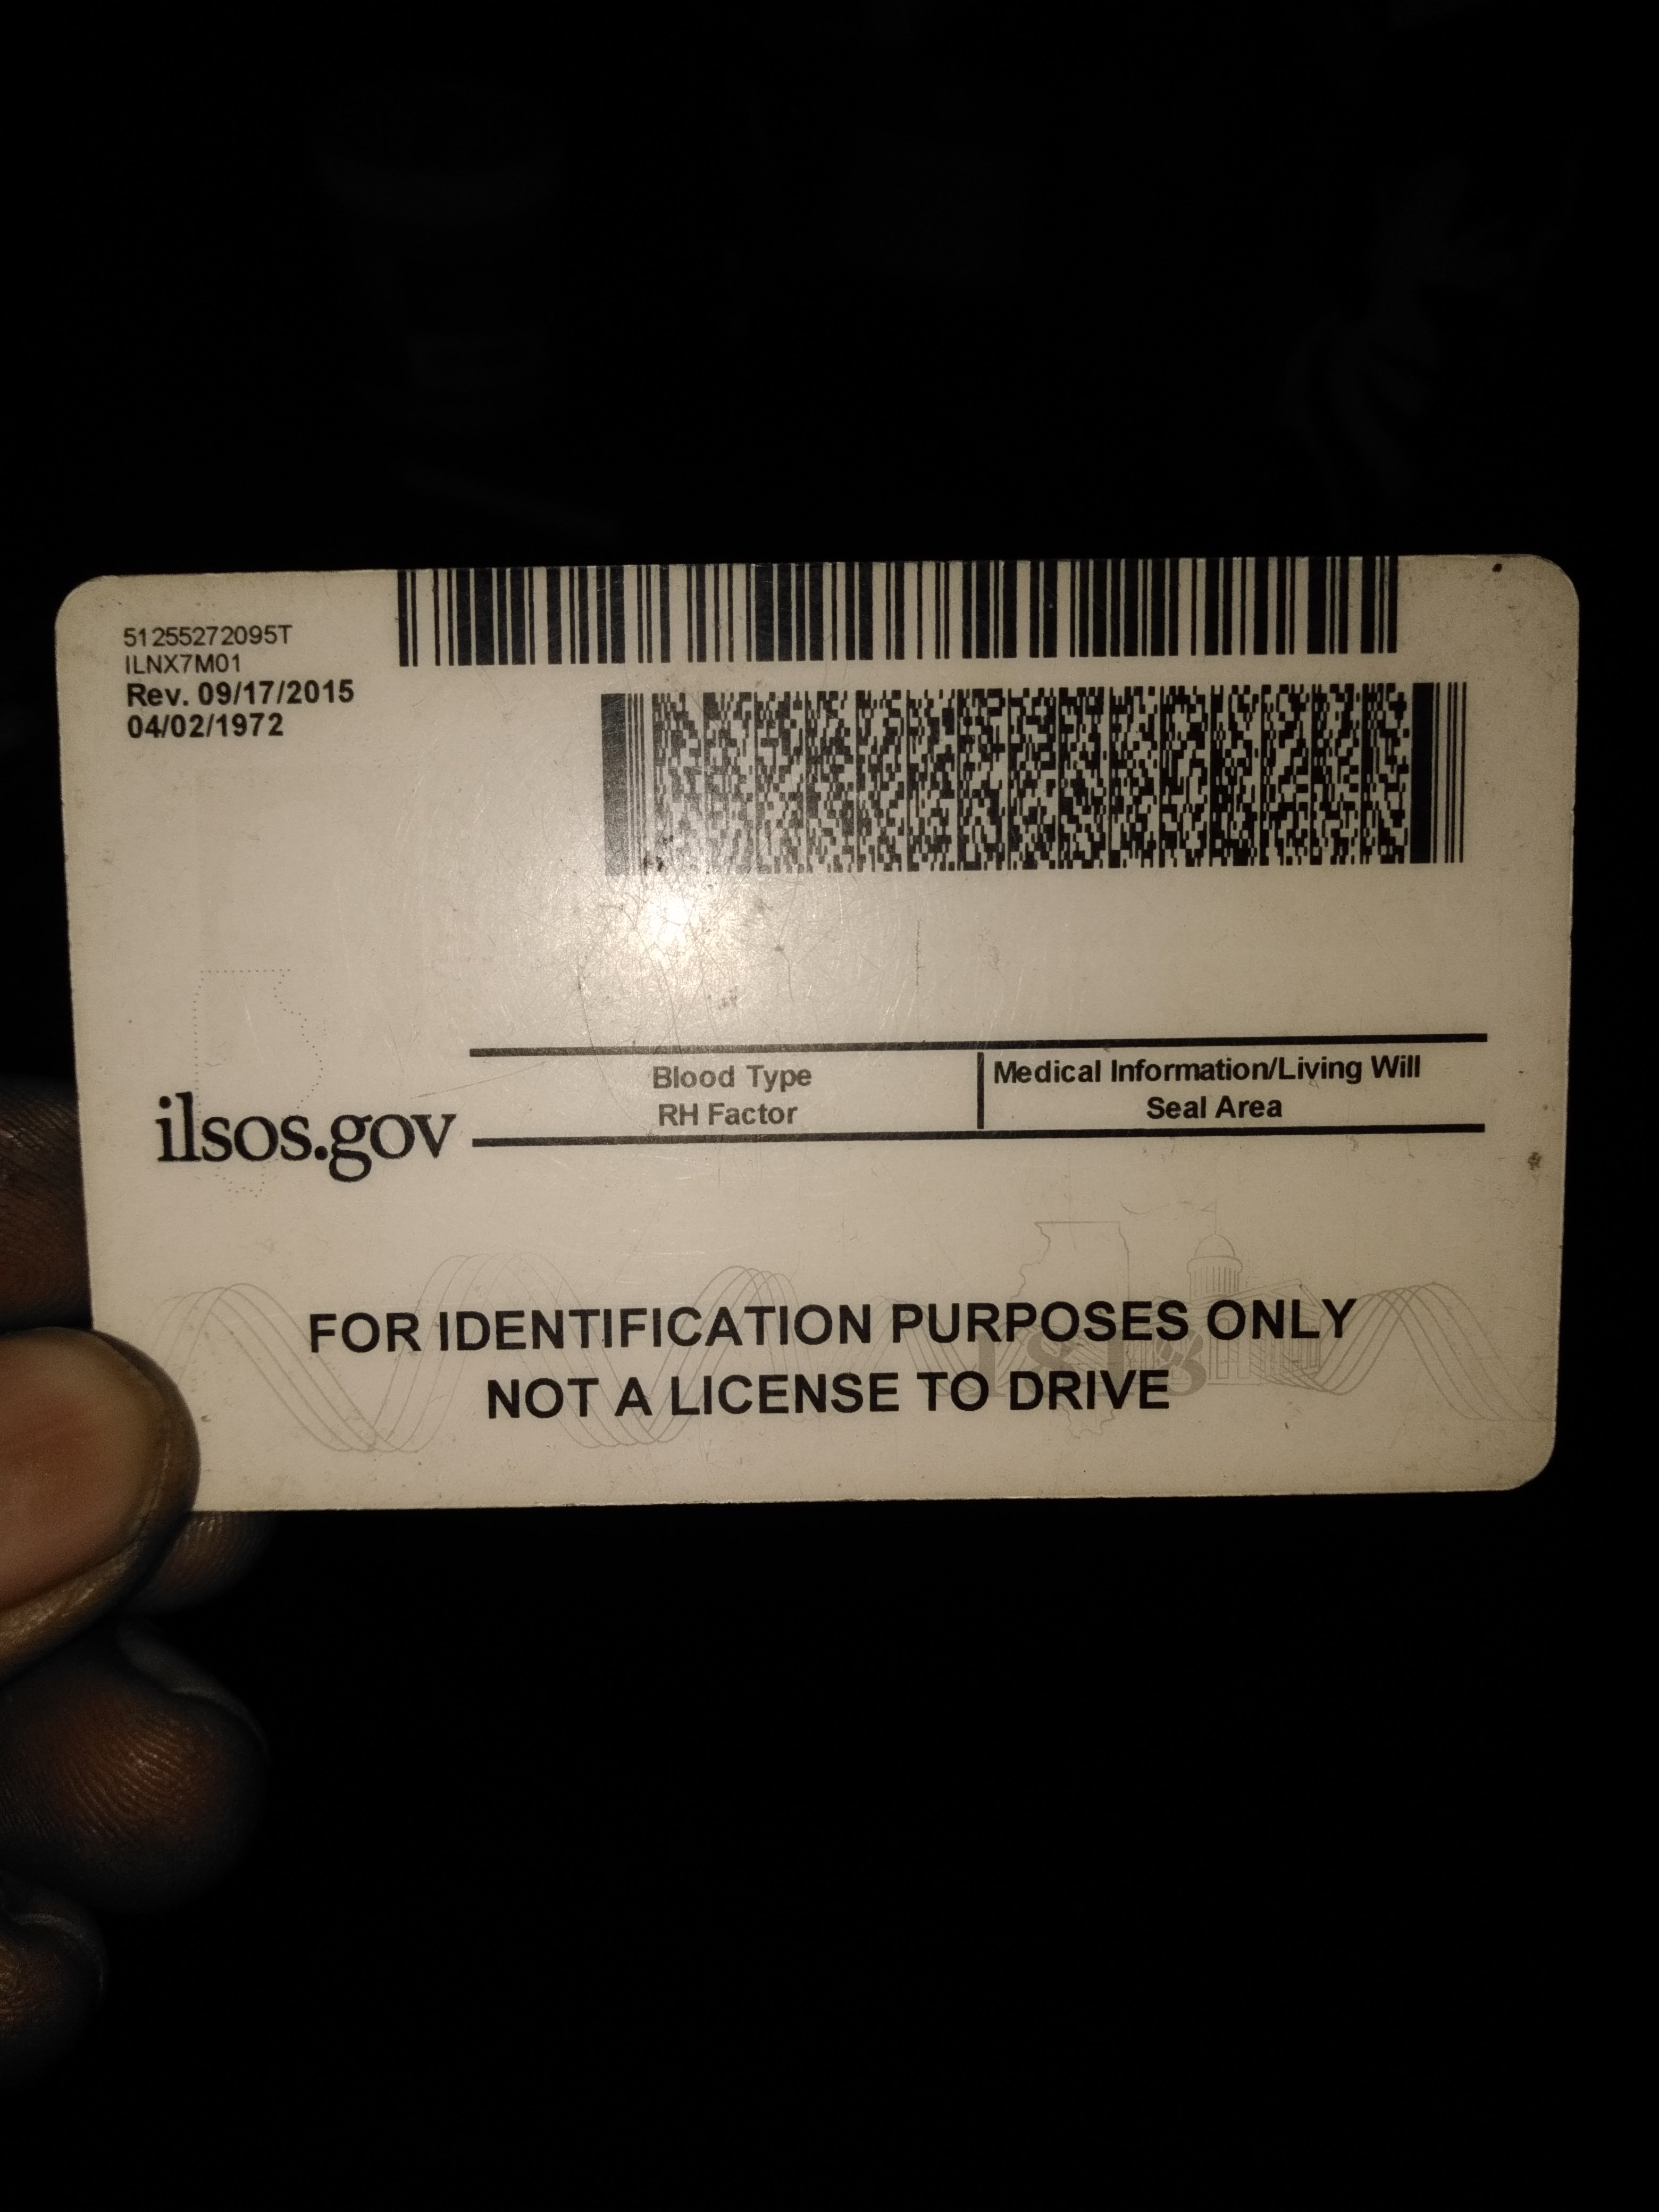 51255272095T
ILNX7M01
Rev. 09/17/2015
04/02/1972
Blood Type
RH Factor
Medical Information/Living Will
Seal Area
ilsos.gov
FOR IDENTIFICATION PURPOSES ONLY
1818
NOT A LICENSE TO DRIVE